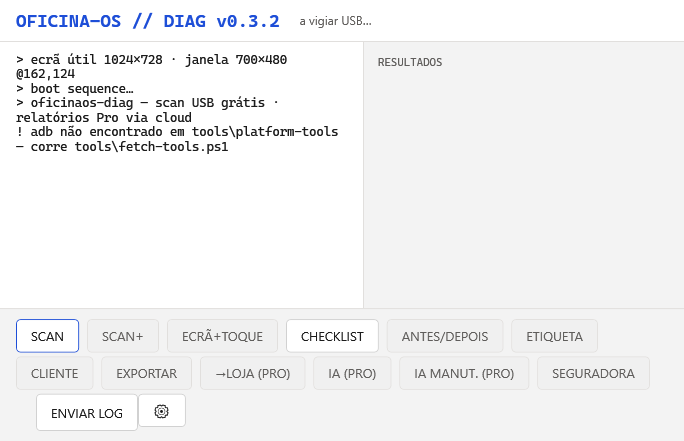 OFICINA-OS // DIAG v0.3.2 a vigiar USB…
> ecrã útil 1024×728 · janela 700×480
@162,124
> boot sequence…
> oficinaos-diag — scan USB grátis ·
relatórios Pro via cloud
! adb não encontrado em tools\platform-tools
— corre tools\fetch-tools.ps1
RESULTADOS
SCAN SCAN+ ECRÃ+TOQUE CHECKLIST ANTES/DEPOIS ETIQUETA
CLIENTE EXPORTAR →LOJA (PRO) IA (PRO) IA MANUT. (PRO) SEGURADORA
ENVIAR LOG